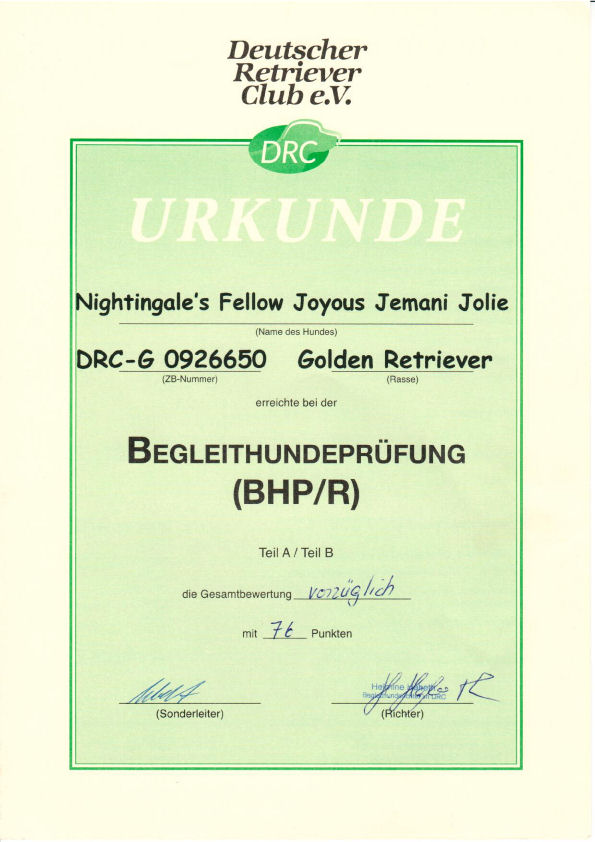 Deutscher
Retriever
Club e.V.
DRC
URKUNDE
Nightingale's Fellow Joyous Jemani Jolie
(Name des Hundes)
DRC-G 0926650 Golden Retriever
(ZB-Nummer) (Rasse)
erreichte bei der
BEGLEITHUNDEPRÜFUNG
(BHP/R)
Teil A / Teil B
die Gesamtbewertung vorzüglich
mit 76 Punkten
(Sonderleiter) (Richter)